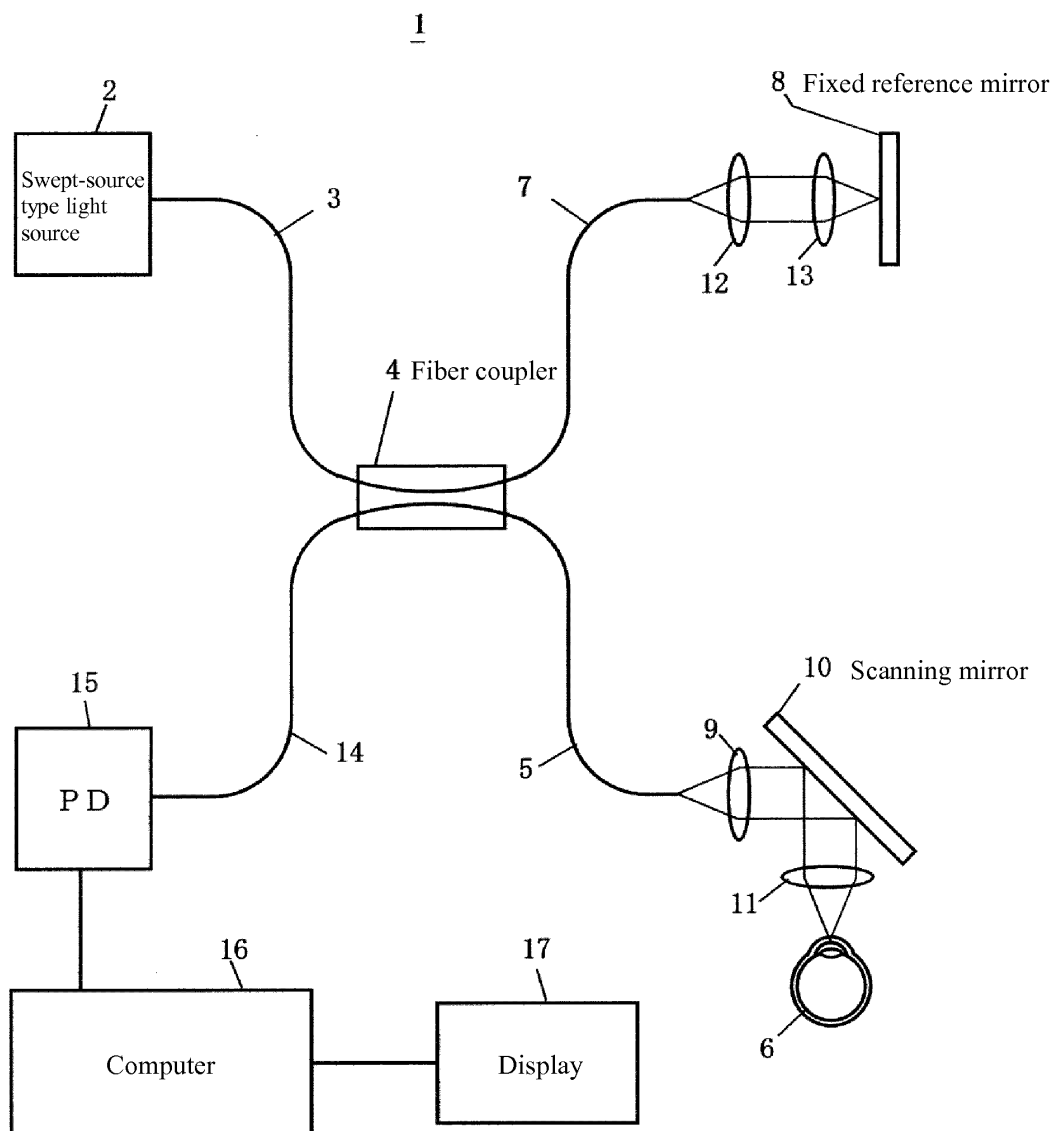 1
2
8 Fixed reference mirror
Swept-source
type light
source
3
7
12
13
4 Fiber coupler
10 Scanning mirror
15
9
14
5
PD
11
16
17
6
Computer
Display